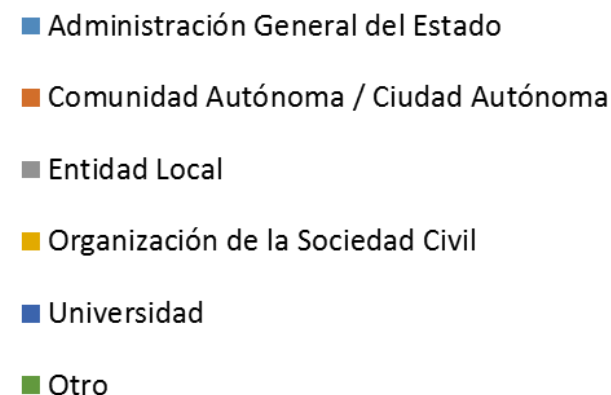 Administración General del Estado
Comunidad Autónoma / Ciudad Autónoma
Entidad Local
Organización de la Sociedad Civil
Universidad
Otro